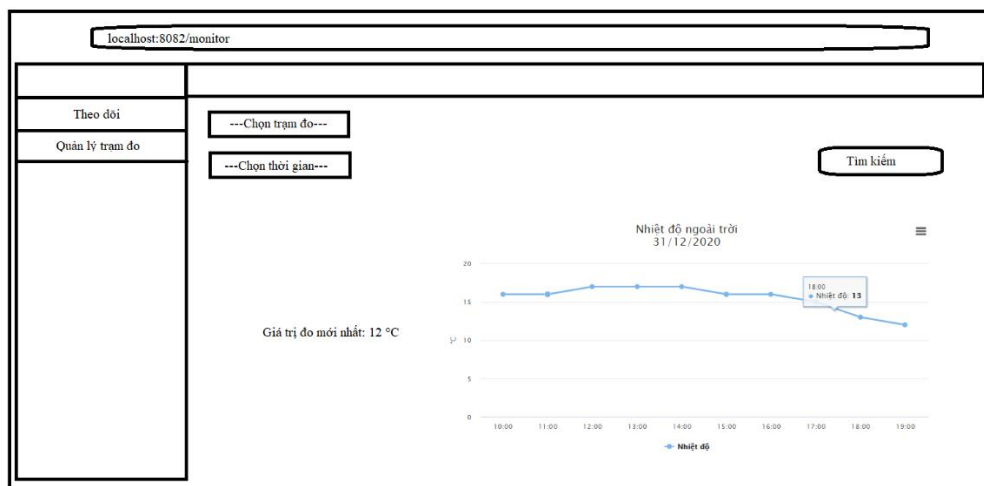 localhost:8082/monitor
Theo dõi
Quản lý trạm đo
---Chọn trạm đo---
---Chọn thời gian---
Tìm kiếm
Nhiệt độ ngoài trời
31/12/2020
Giá trị đo mới nhất: 12 °C
°C
20
15
10
5
0
18:00
Nhiệt độ: 13
10:00 11:00 12:00 13:00 14:00 15:00 16:00 17:00 18:00 19:00
Nhiệt độ